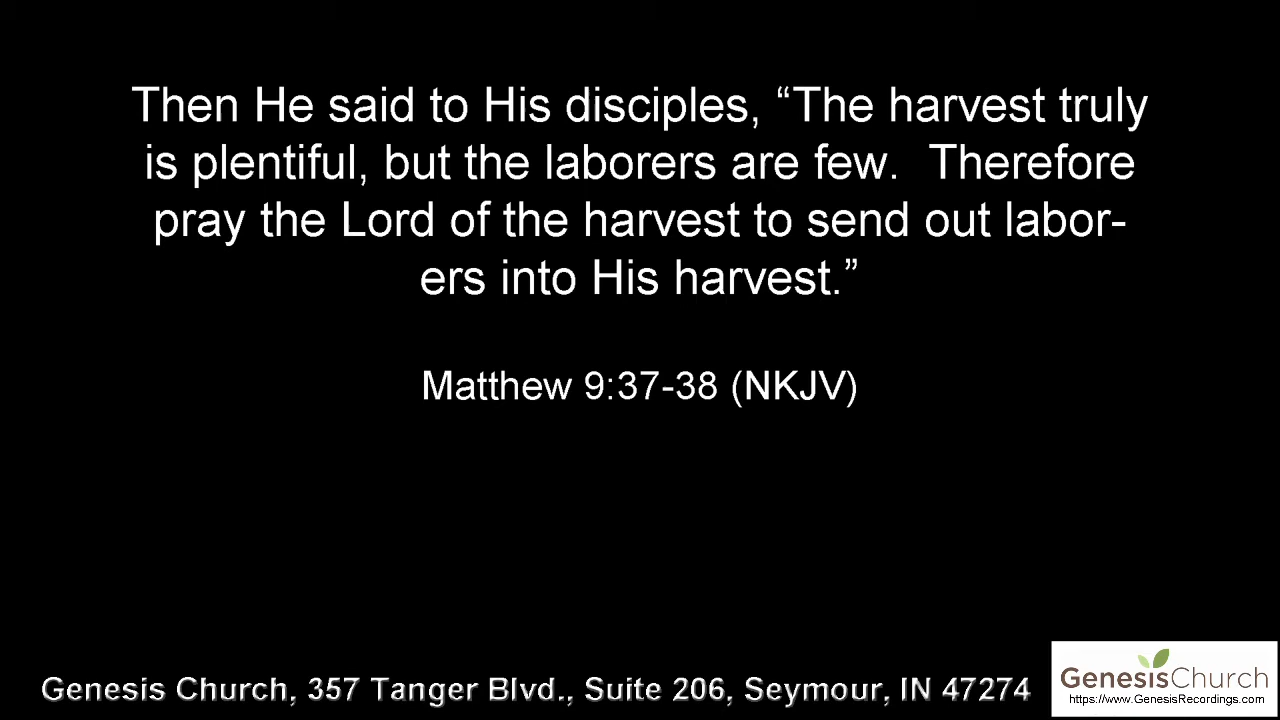 Then He said to His disciples, “The harvest truly
is plentiful, but the laborers are few.  Therefore
pray the Lord of the harvest to send out labor-
ers into His harvest.”
Matthew 9:37-38 (NKJV)
Genesis Church, 357 Tanger Blvd., Suite 206, Seymour, IN 47274
GenesisChurch
https://www.GenesisRecordings.com